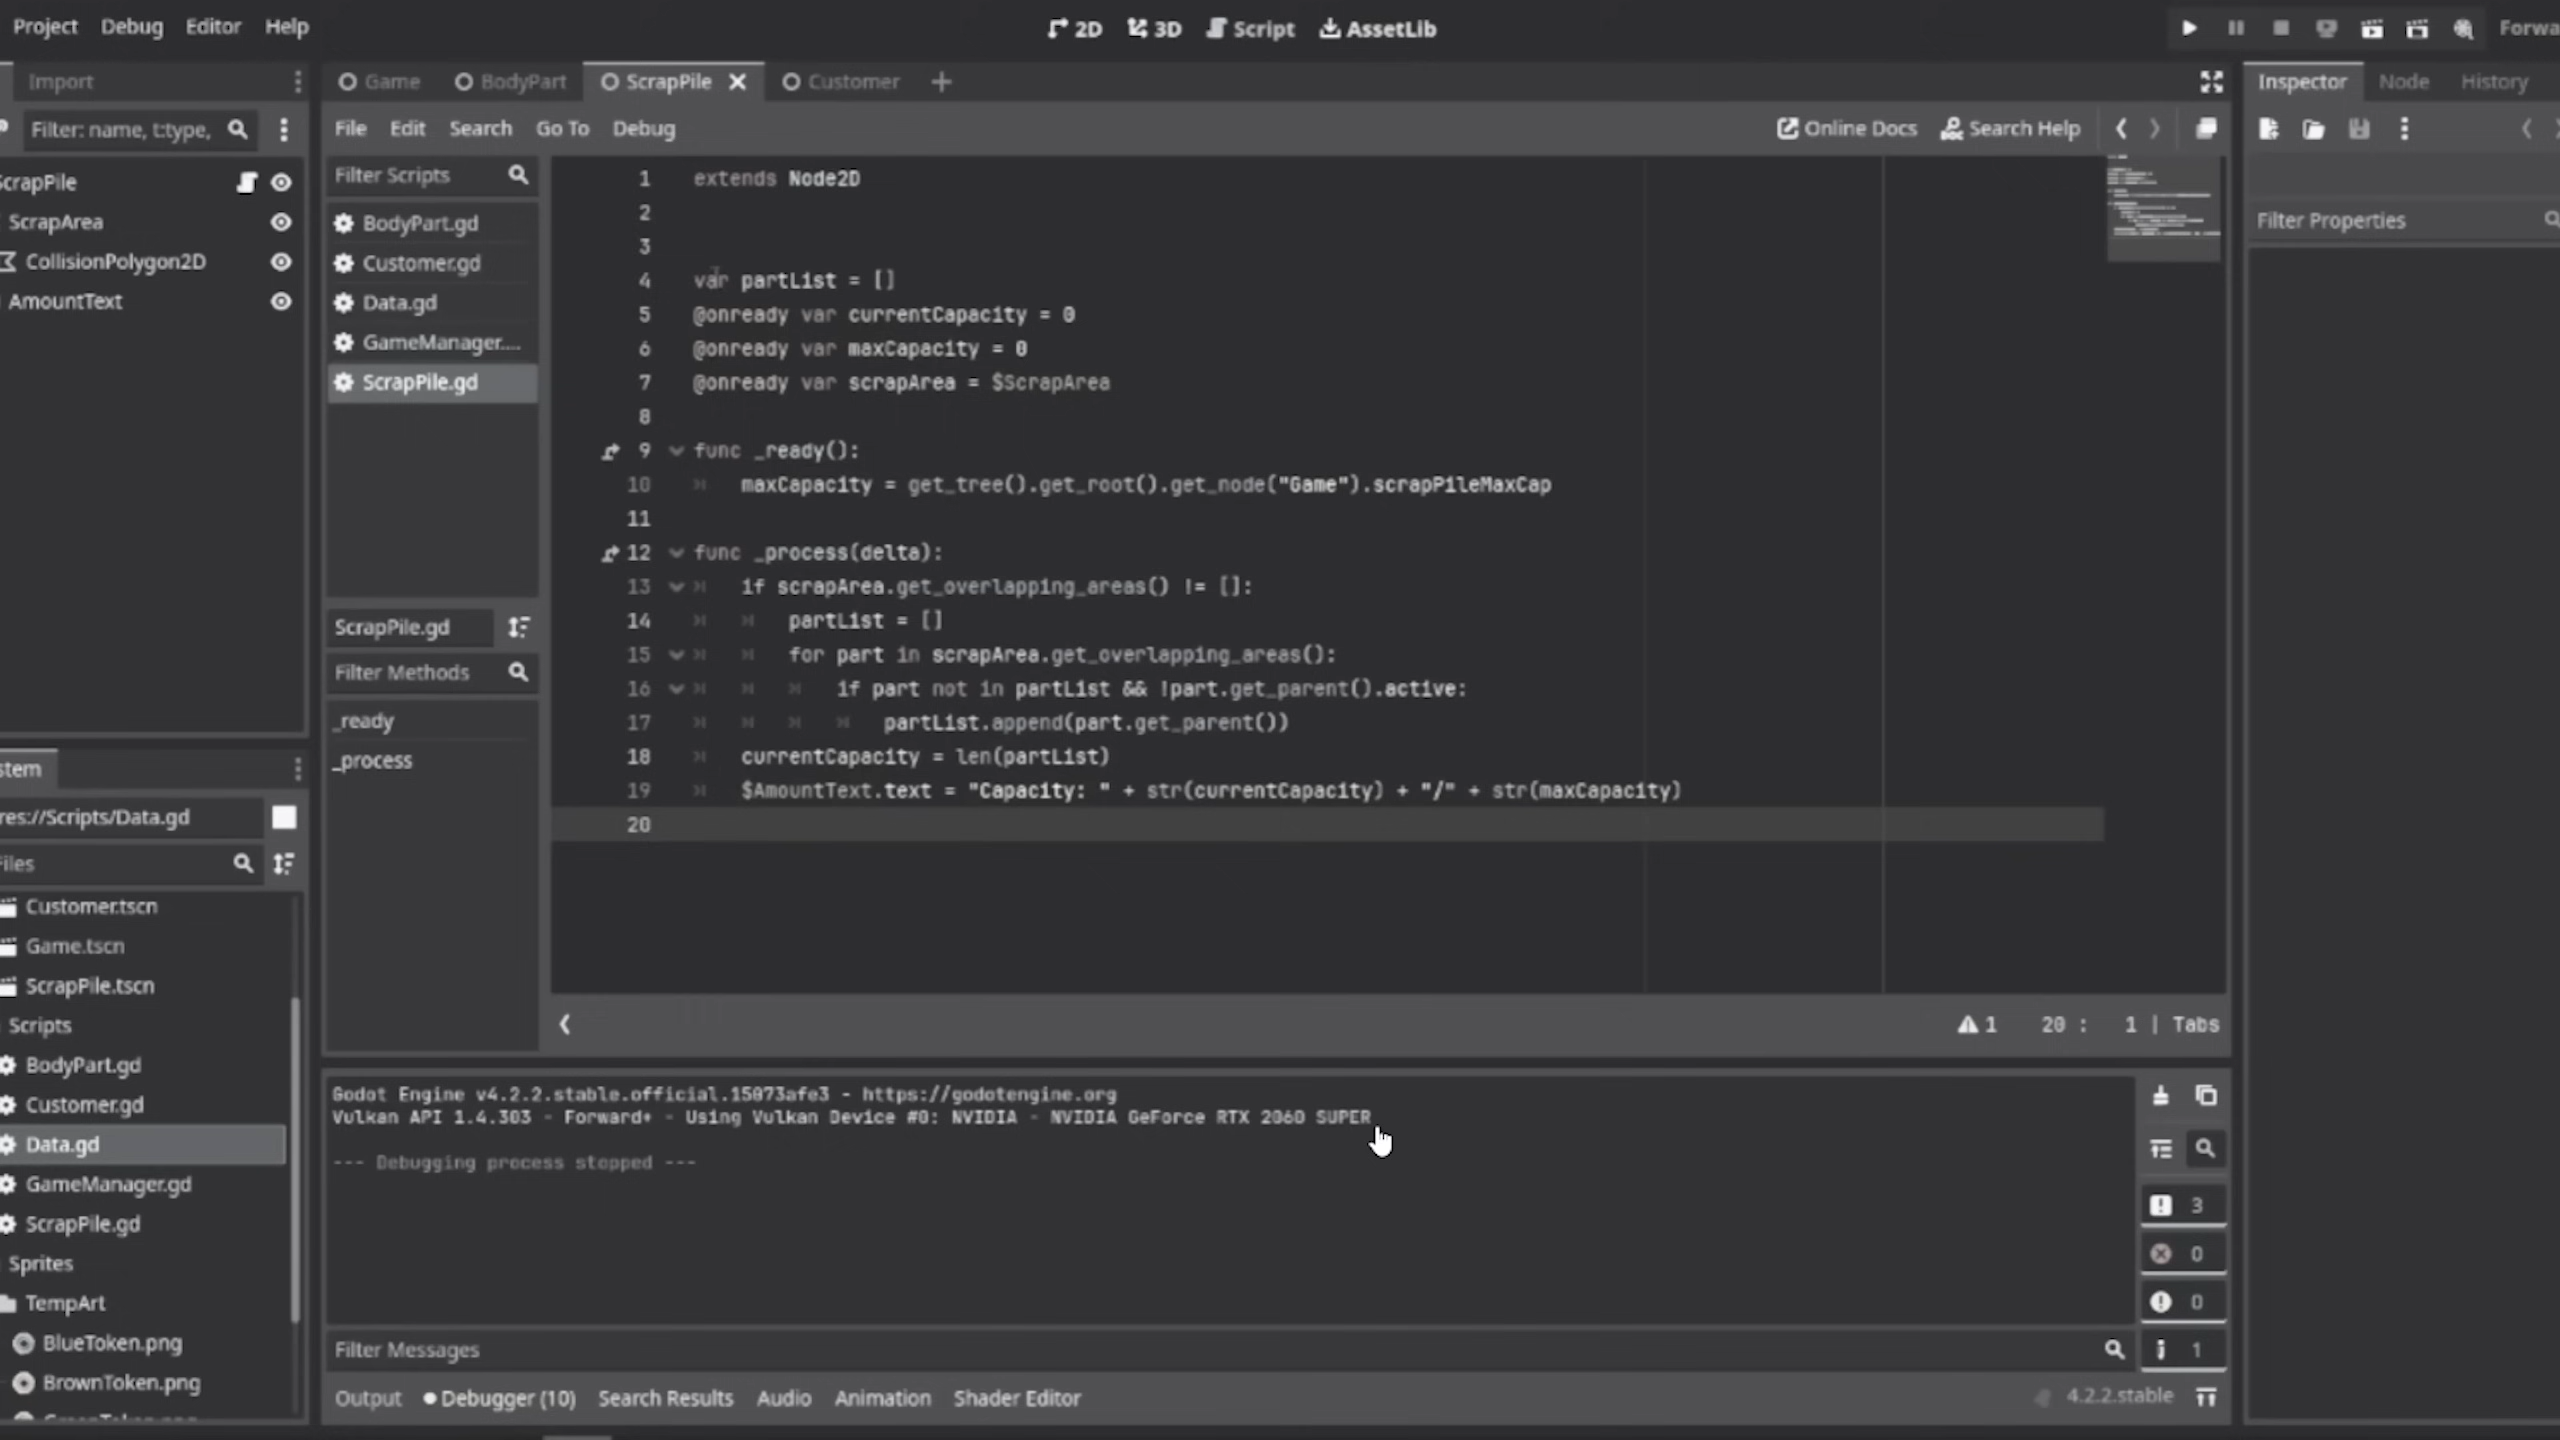 Project Debug Editor Help
2D 3D Script AssetLib
Import
Game BodyPart ScrapPile Customer
Inspector Node History
Filter: name, t:type,
File Edit Search Go To Debug
Online Docs Search Help
ScrapArea
CollisionPolygon2D
AmountText
Filter Scripts
BodyPart.gd
Customer.gd
Data.gd
GameManager....
ScrapPile.gd
ScrapPile.gd
Filter Methods
_ready
_process
1 extends Node2D
2
3
4 var partList = []
5 @onready var currentCapacity = 0
6 @onready var maxCapacity = 0
7 @onready var scrapArea = $ScrapArea
8
9 func _ready():
10 maxCapacity = get_tree().get_root().get_node("Game").scrapPileMaxCap
11
12 func _process(delta):
13 if scrapArea.get_overlapping_areas() != []:
14 partList = []
15 for part in scrapArea.get_overlapping_areas():
16 if part not in partList && !part.get_parent().active:
17 partList.append(part.get_parent())
18 currentCapacity = len(partList)
19 $AmountText.text = "Capacity: " + str(currentCapacity) + "/" + str(maxCapacity)
20
1 20 : 1 | Tabs
Filter Properties
res://Scripts/Data.gd
Customer.tscn
Game.tscn
ScrapPile.tscn
Scripts
BodyPart.gd
Customer.gd
Data.gd
GameManager.gd
ScrapPile.gd
Sprites
TempArt
BlueToken.png
BrownToken.png
Godot Engine v4.2.2.stable.official.15073afe3 - https://godotengine.org
Vulkan API 1.4.303 - Forward+ - Using Vulkan Device #0: NVIDIA - NVIDIA GeForce RTX 2060 SUPER
--- Debugging process stopped ---
3
0
0
1
Filter Messages
Output Debugger (10) Search Results Audio Animation Shader Editor
4.2.2.stable